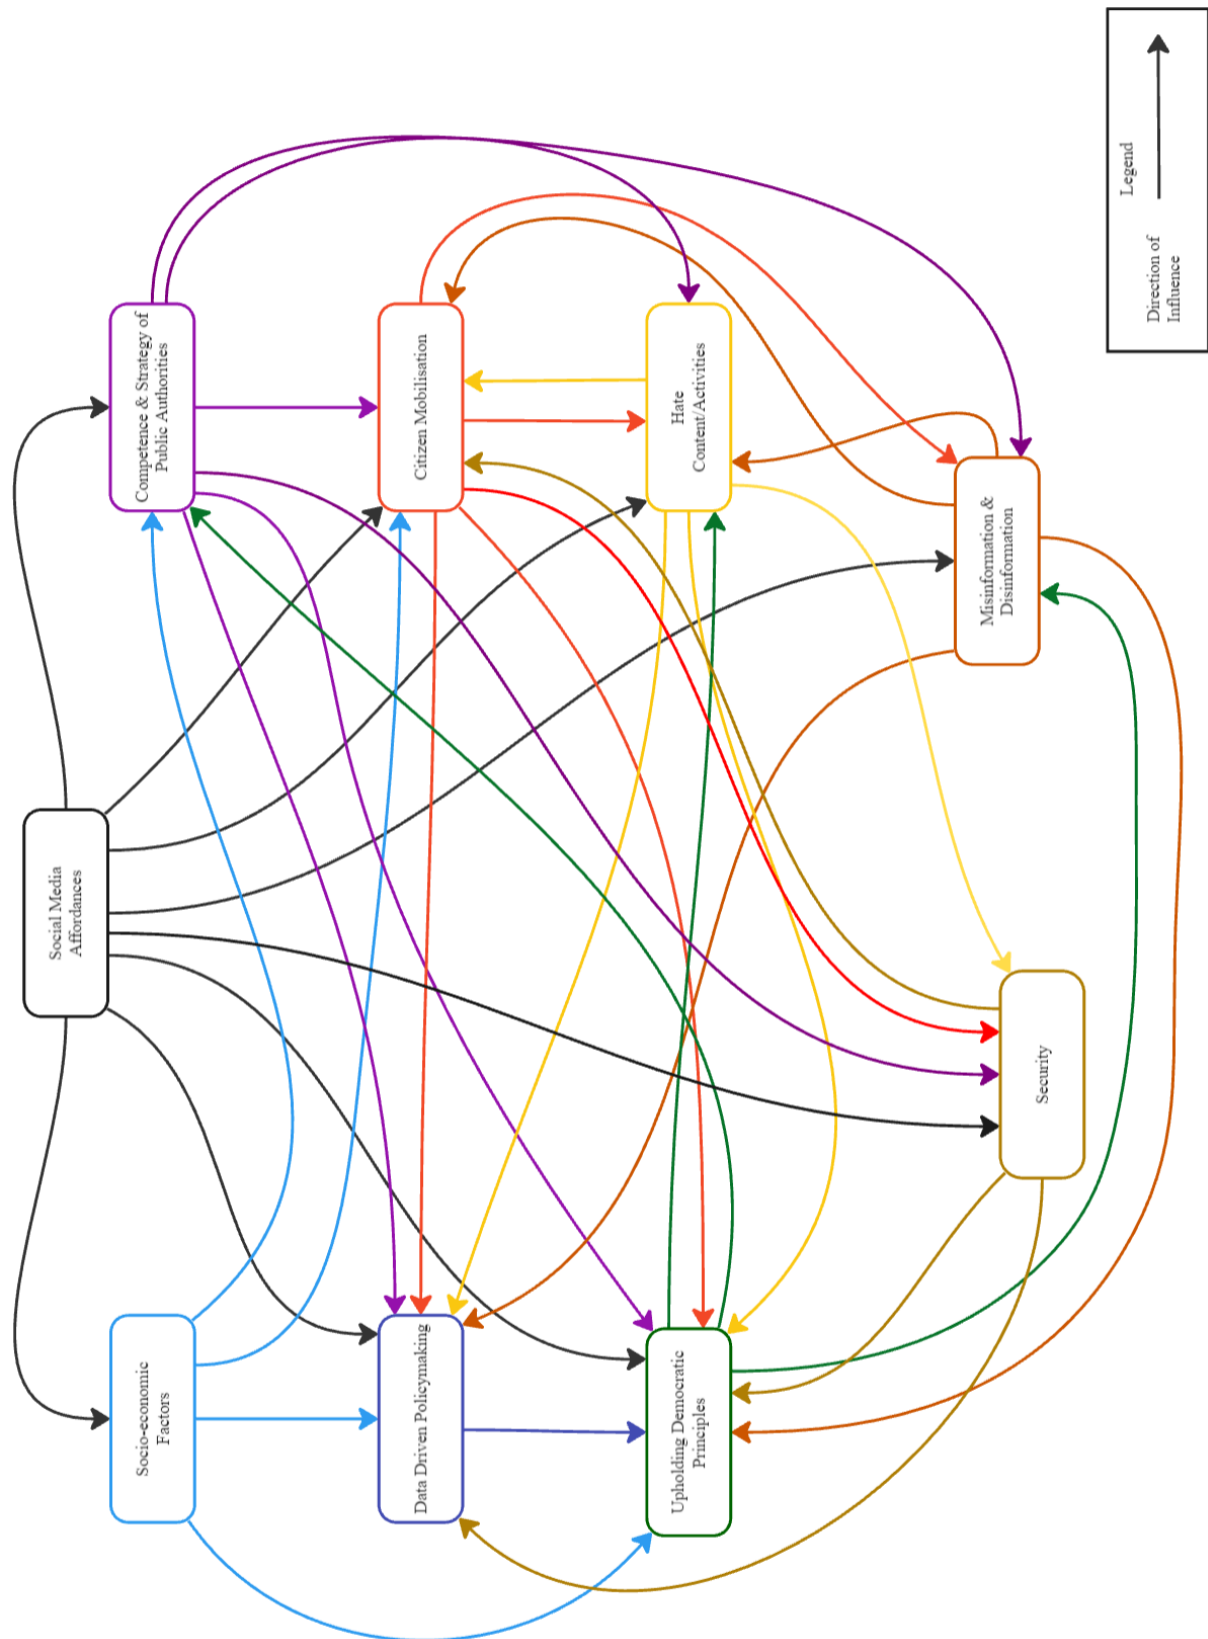 Social Media
Affordances
Socio-economic
Factors
Competence & Strategy of
Public Authorities
Data Driven Policymaking
Citizen Mobilisation
Upholding Democratic
Principles
Hate
Content/Activities
Security
Misinformation &
Disinformation
Legend
Direction of
Influence